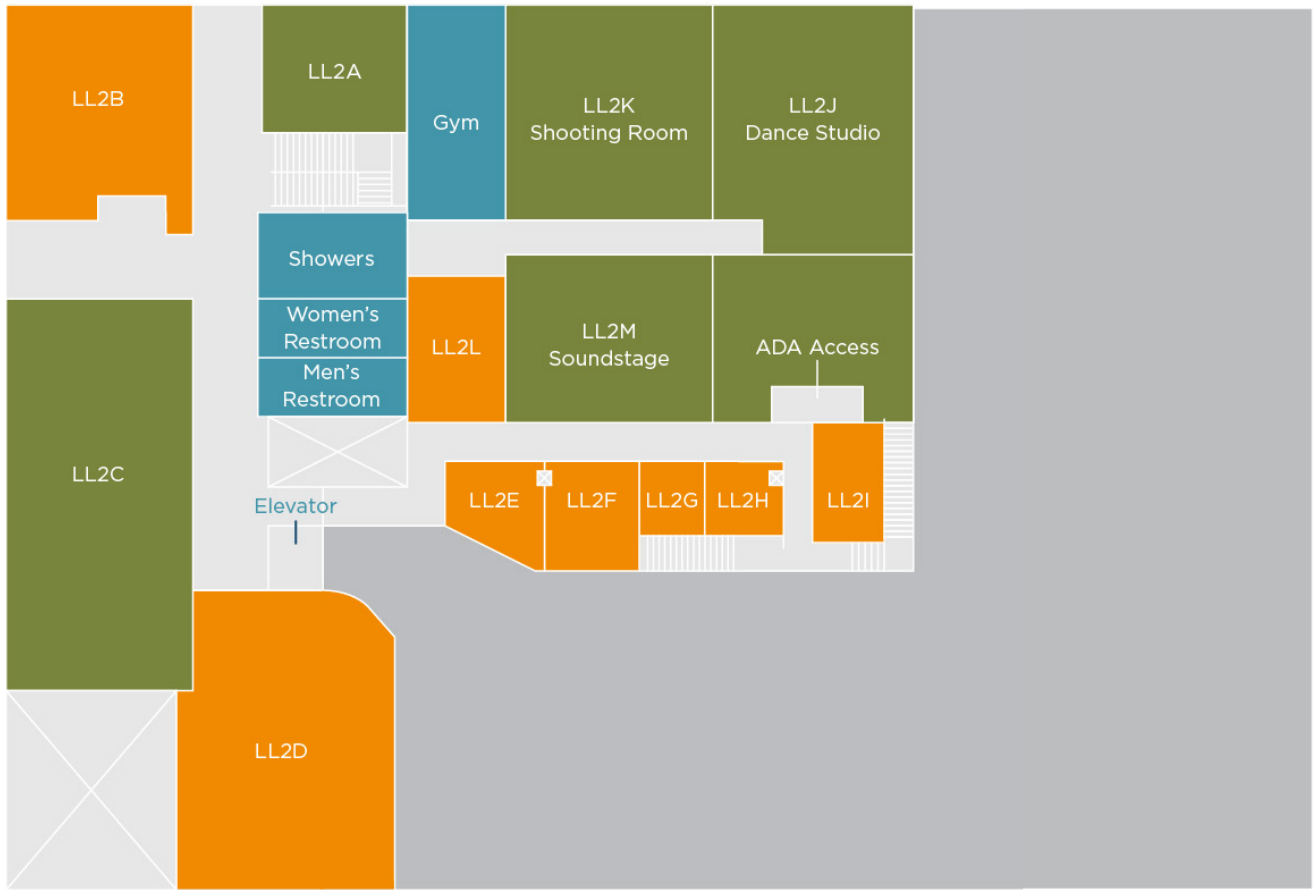 LL2B
LL2A
Gym
LL2K
Shooting Room
LL2J
Dance Studio
Showers
Women's
Restroom
Men's
Restroom
LL2L
LL2M
Soundstage
ADA Access
LL2C
Elevator
LL2E
LL2F
LL2G
LL2H
LL2I
LL2D